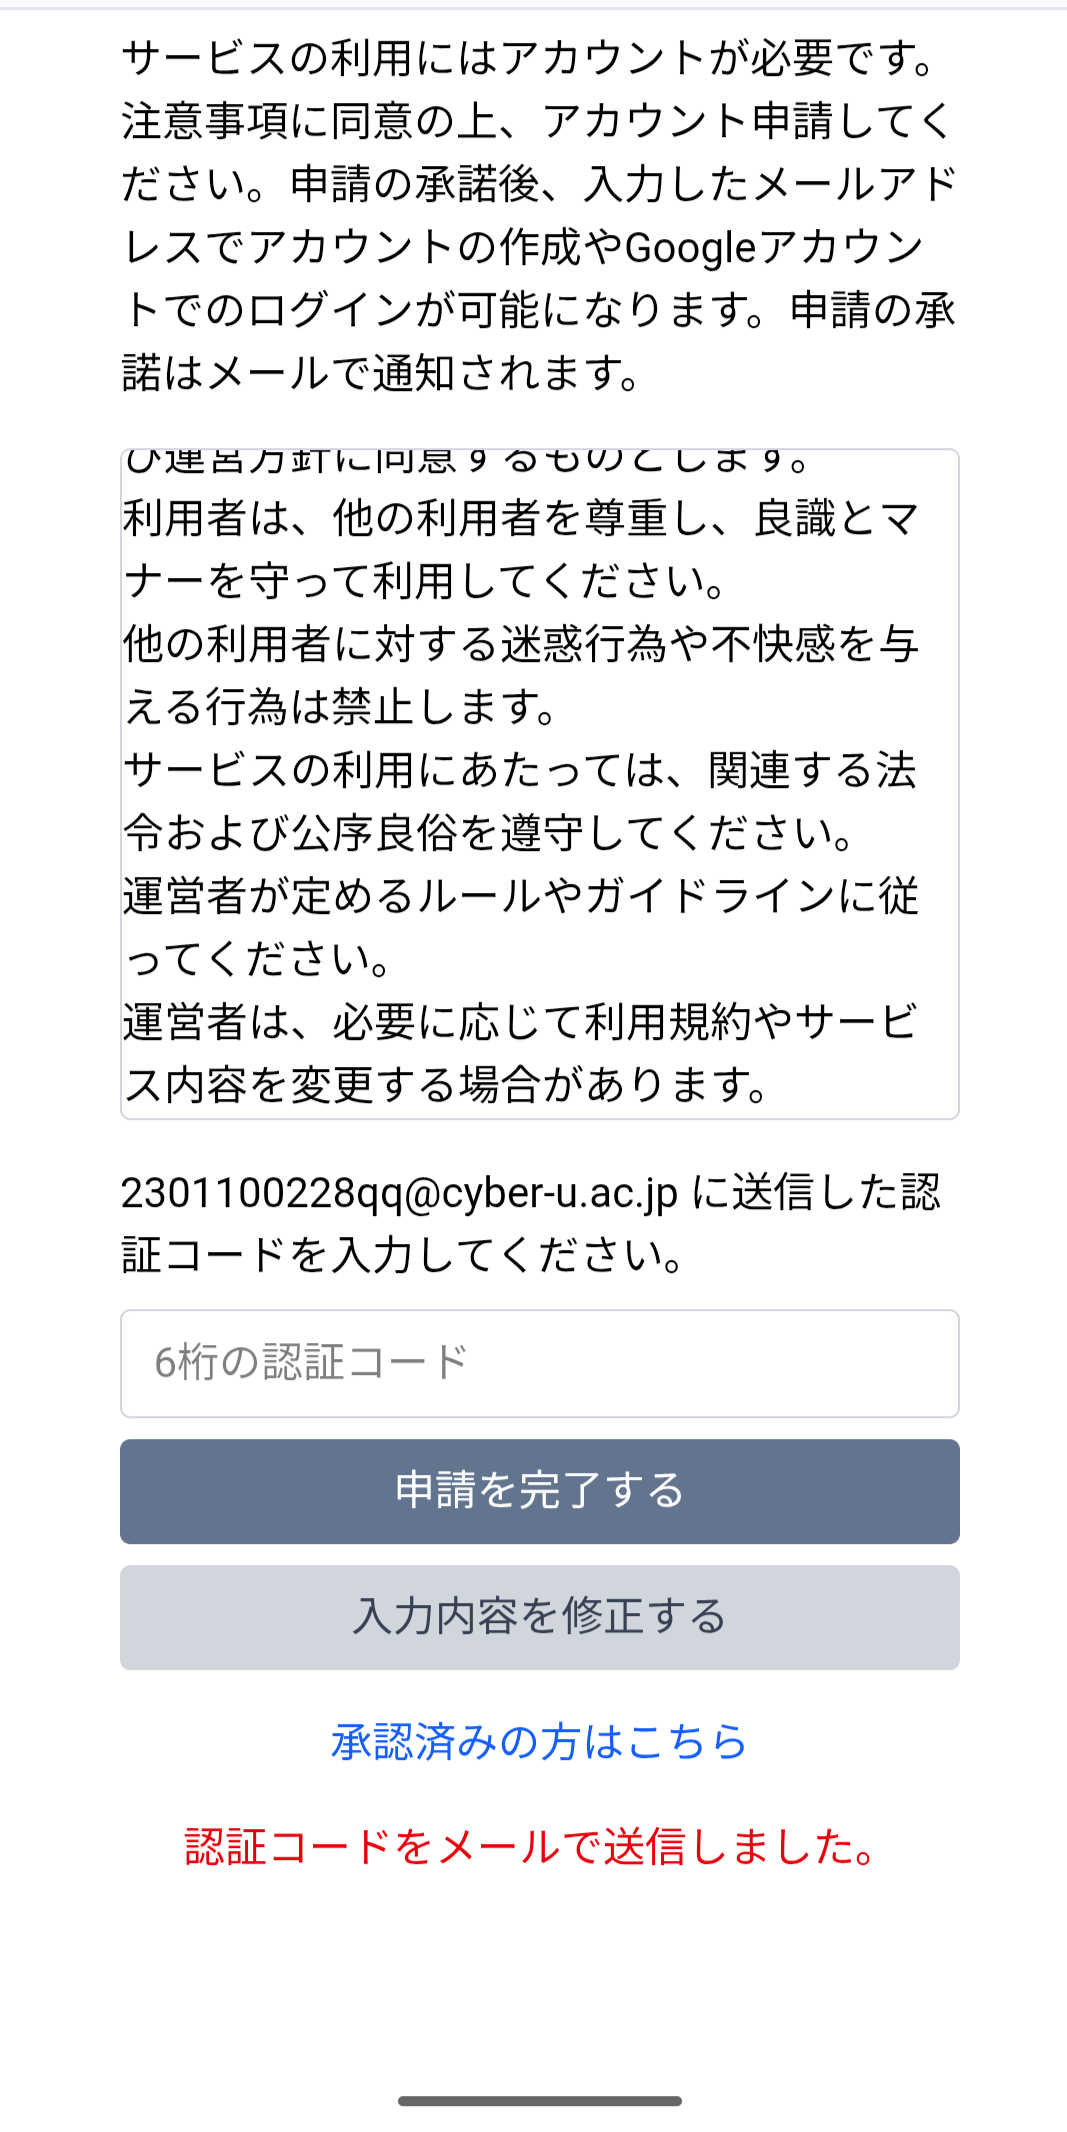 サービスの利用にはアカウントが必要です。
注意事項に同意の上、アカウント申請してく
ださい。申請の承諾後、入力したメールアド
レスでアカウントの作成やGoogleアカウン
トでのログインが可能になります。申請の承
諾はメールで通知されます。
び運営方針に同意するものとします。
利用者は、他の利用者を尊重し、良識とマ
ナーを守って利用してください。
他の利用者に対する迷惑行為や不快感を与
える行為は禁止します。
サービスの利用にあたっては、関連する法
令および公序良俗を遵守してください。
運営者が定めるルールやガイドラインに従
ってください。
運営者は、必要に応じて利用規約やサービ
ス内容を変更する場合があります。
2301100228qq@cyber-u.ac.jp に送信した認
証コードを入力してください。
6桁の認証コード
申請を完了する
入力内容を修正する
承認済みの方はこちら
認証コードをメールで送信しました。